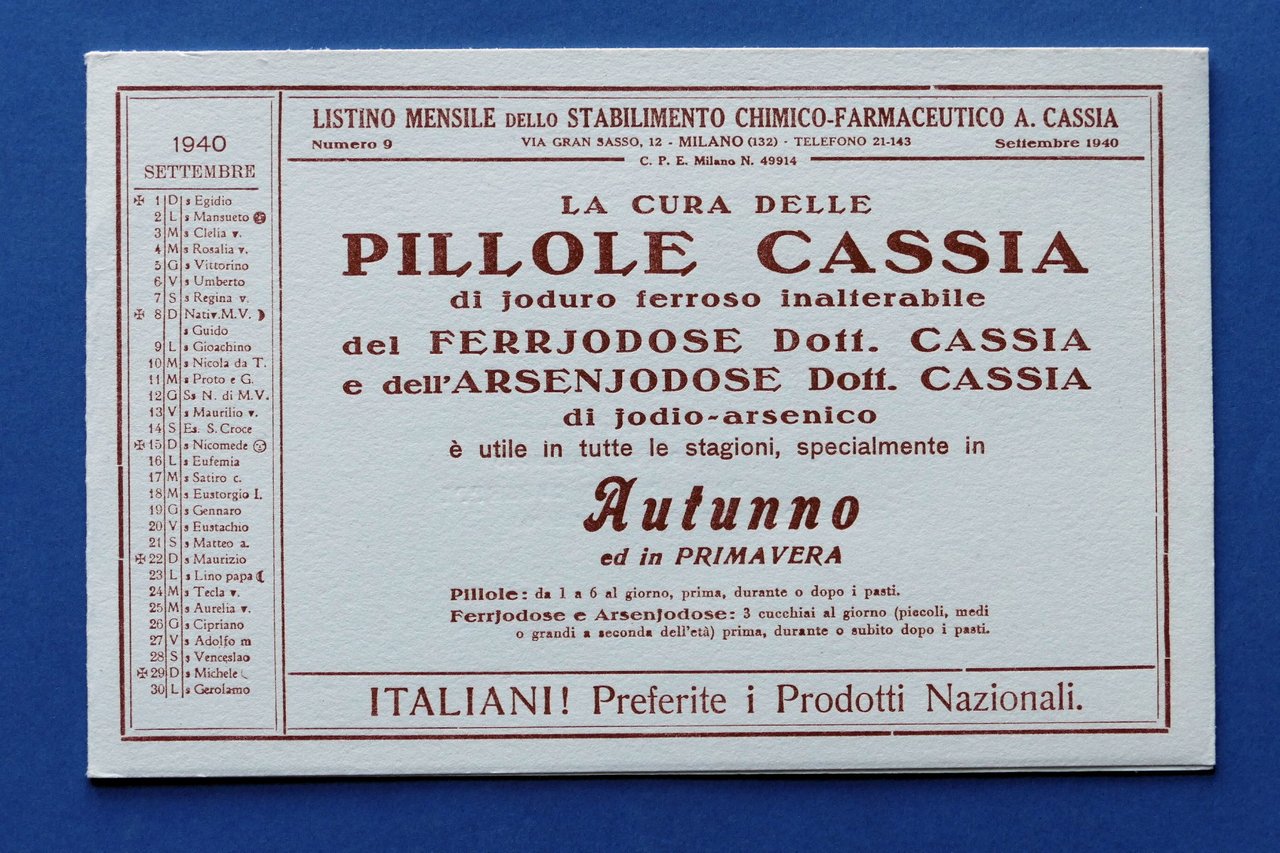 1940
SETTEMBRE
✠ 1 D s Egidio
2 L s Mansueto
3 M s Clelia v.
4 M s Rosalia v.
5 G s Vittorino
6 V s Umberto
7 S s Regina v.
✠ 8 D Nativ. M.V.
s Guido
9 L s Gioachino
10 M s Nicola da T.
11 M s Proto e G.
12 G Ss N. di M.V.
13 V s Maurilio v.
14 S Es. S. Croce
✠ 15 D s Nicomede
16 L s Eufemia
17 M s Satiro c.
18 M s Eustorgio I.
19 G s Gennaro
20 V s Eustachio
21 S s Matteo a.
✠ 22 D s Maurizio
23 L s Lino papa
24 M s Tecla v.
25 M s Aurelia v.
26 G s Cipriano
27 V s Adolfo m
28 S s Venceslao
✠ 29 D s Michele
30 L s Gerolamo
LISTINO MENSILE DELLO STABILIMENTO CHIMICO-FARMACEUTICO A. CASSIA
Numero 9 VIA GRAN SASSO, 12 - MILANO (132) - TELEFONO 21-143 Settembre 1940
C. P. E. Milano N. 49914
LA CURA DELLE
PILLOLE CASSIA
di joduro ferroso inalterabile
del FERRJODOSE Dott. CASSIA
e dell'ARSENJODOSE Dott. CASSIA
di jodio-arsenico
è utile in tutte le stagioni, specialmente in
Autunno
ed in PRIMAVERA
Pillole: da 1 a 6 al giorno, prima, durante o dopo i pasti.
Ferrjodose e Arsenjodose: 3 cucchiai al giorno (piccoli, medi
o grandi a seconda dell'età) prima, durante o subito dopo i pasti.
ITALIANI! Preferite i Prodotti Nazionali.